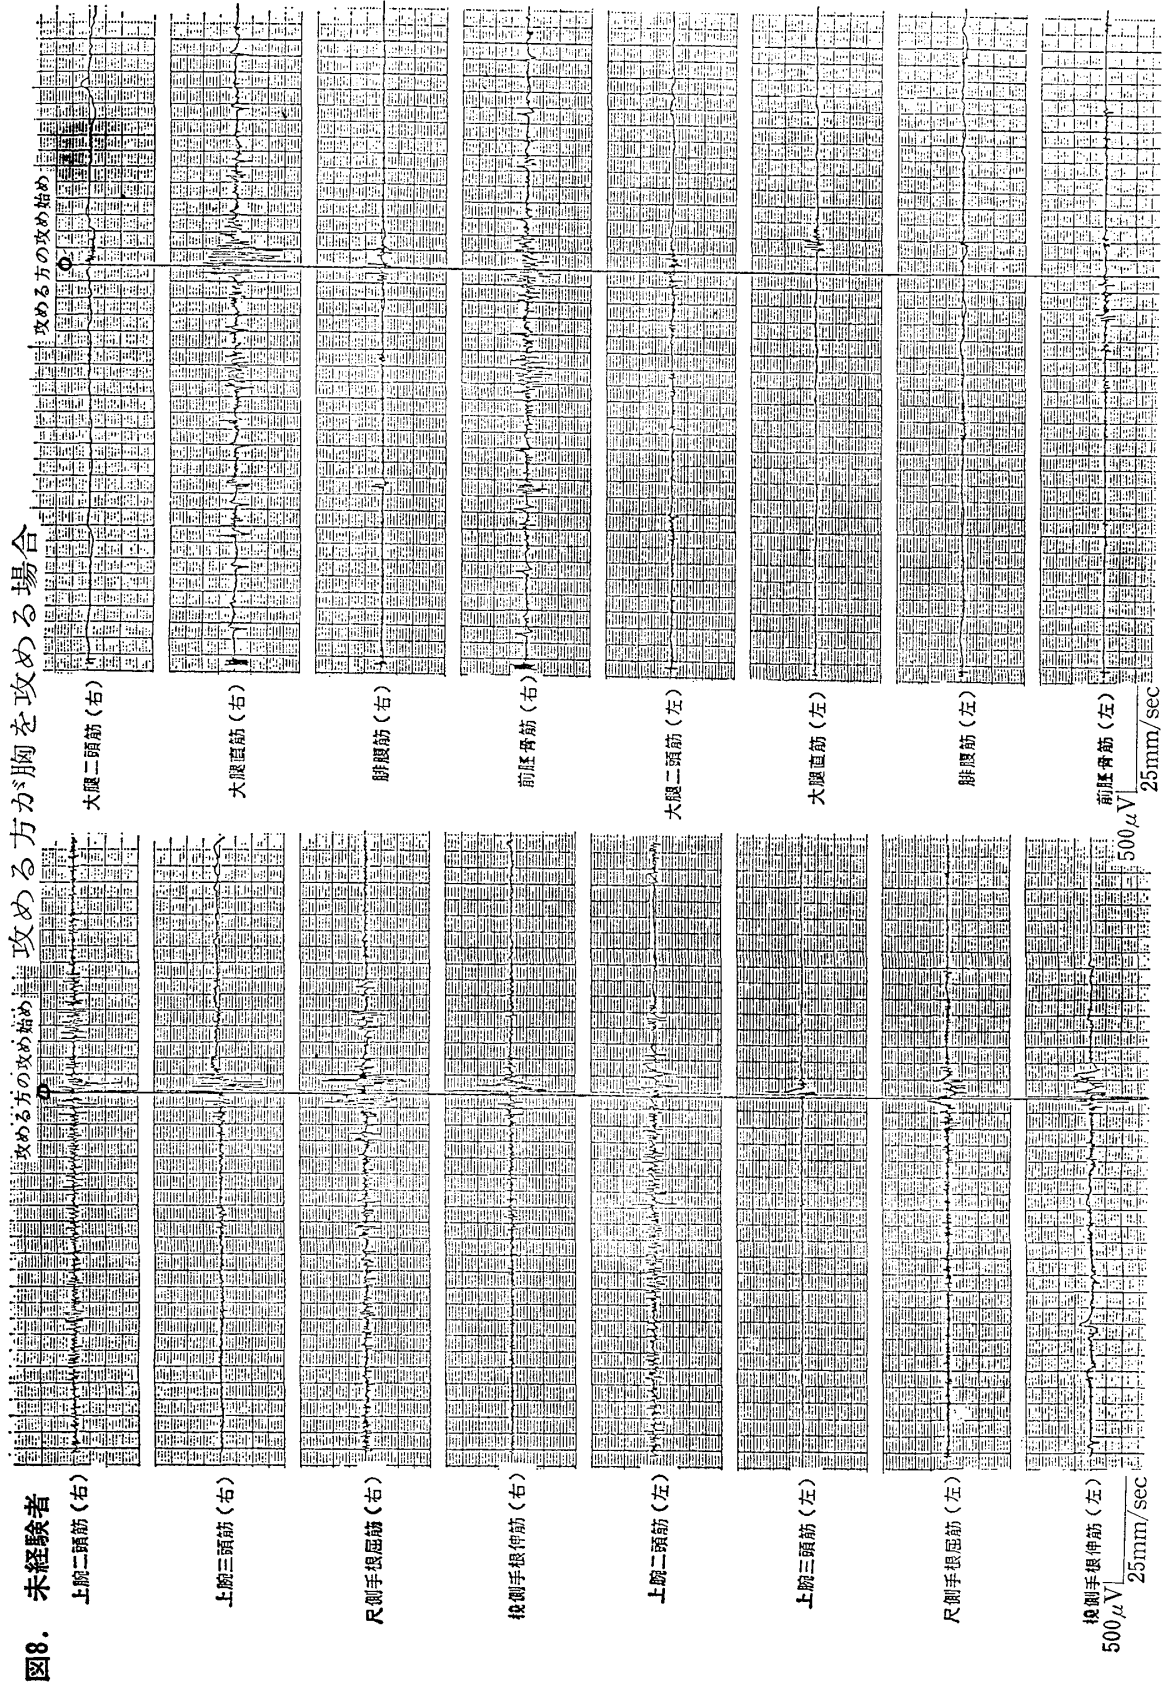 図8. 未経験者 攻める方が胸を攻める場合
攻める方の攻め始め
上腕二頭筋(右)
上腕三頭筋(右)
尺側手根屈筋(右)
橈側手根伸筋(右)
上腕二頭筋(左)
上腕三頭筋(左)
尺側手根屈筋(左)
橈側手根伸筋(左)
500μV
25mm/sec
攻める方の攻め始め
大腿二頭筋(右)
大腿直筋(右)
腓腹筋(右)
前脛骨筋(右)
大腿二頭筋(左)
大腿直筋(左)
腓腹筋(左)
前脛骨筋(左)
500μV
25mm/sec